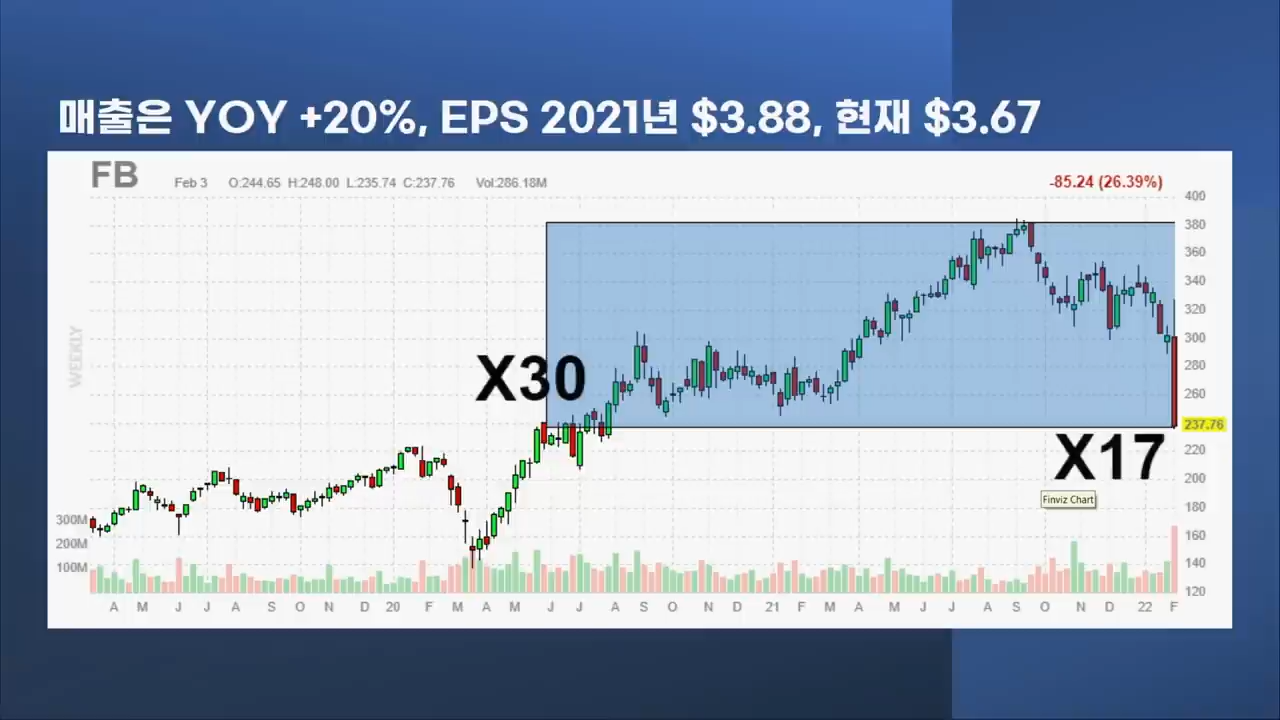 매출은 YOY +20%, EPS 2021년 $3.88, 현재 $3.67
FB
Feb 3 O:244.65 H:248.00 L:235.74 C:237.76 Vol:286.18M
-85.24 (26.39%)
400
380
360
340
320
300
280
260
237.76
220
200
180
160
140
120
WEEKLY
X30
X17
Finviz Chart
300M
200M
100M
A M J J A S O N D 20 F M A M J J A S O N D 21 F M A M J J A S O N D 22 F